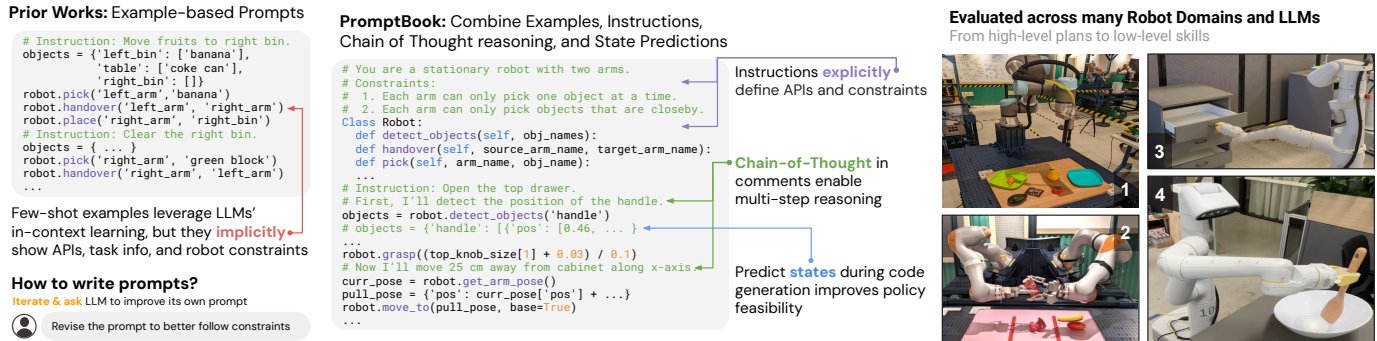 Prior Works: Example-based Prompts
# Instruction: Move fruits to right bin.
objects = {'left_bin': ['banana'],
'table': ['coke can'],
'right_bin': []}
robot.pick('left_arm','banana')
robot.handover('left_arm', 'right_arm')
robot.place('right_arm', 'right_bin')
# Instruction: Clear the right bin.
objects = { ... }
robot.pick('right_arm', 'green block')
robot.handover('right_arm', 'left_arm')
...
Few-shot examples leverage LLMs'
in-context learning, but they implicitly
show APIs, task info, and robot constraints
How to write prompts?
Iterate & ask LLM to improve its own prompt
Revise the prompt to better follow constraints
PromptBook: Combine Examples, Instructions,
Chain of Thought reasoning, and State Predictions
# You are a stationary robot with two arms.
# Constraints:
# 1. Each arm can only pick one object at a time.
# 2. Each arm can only pick objects that are closeby.
Class Robot:
def detect_objects(self, obj_names):
def handover(self, source_arm_name, target_arm_name):
def pick(self, arm_name, obj_name):
...
# Instruction: Open the top drawer.
# First, I'll detect the position of the handle.
objects = robot.detect_objects('handle')
# objects = {'handle': [{'pos': [0.46, ... }
...
robot.grasp((top_knob_size[1] + 0.03) / 0.1)
# Now I'll move 25 cm away from cabinet along x-axis.
curr_pose = robot.get_arm_pose()
pull_pose = {'pos': curr_pose['pos'] + ...}
robot.move_to(pull_pose, base=True)
...
Instructions explicitly
define APIs and constraints
Chain-of-Thought in
comments enable
multi-step reasoning
Predict states during code
generation improves policy
feasibility
Evaluated across many Robot Domains and LLMs
From high-level plans to low-level skills
1
2
3
4
10